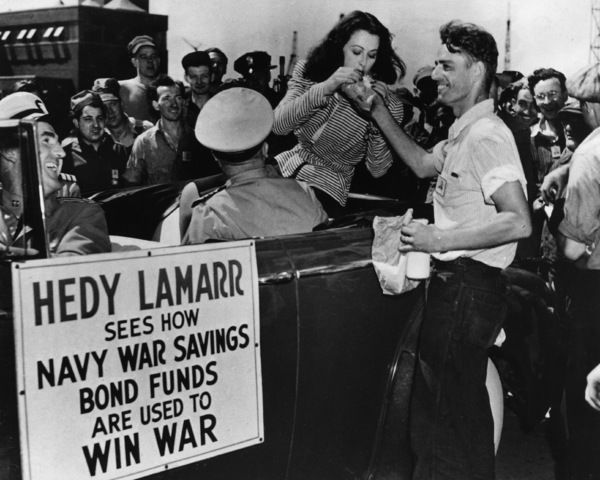 HEDY LAMARR
SEES HOW
NAVY WAR SAVINGS
BOND FUNDS
ARE USED TO
WIN WAR